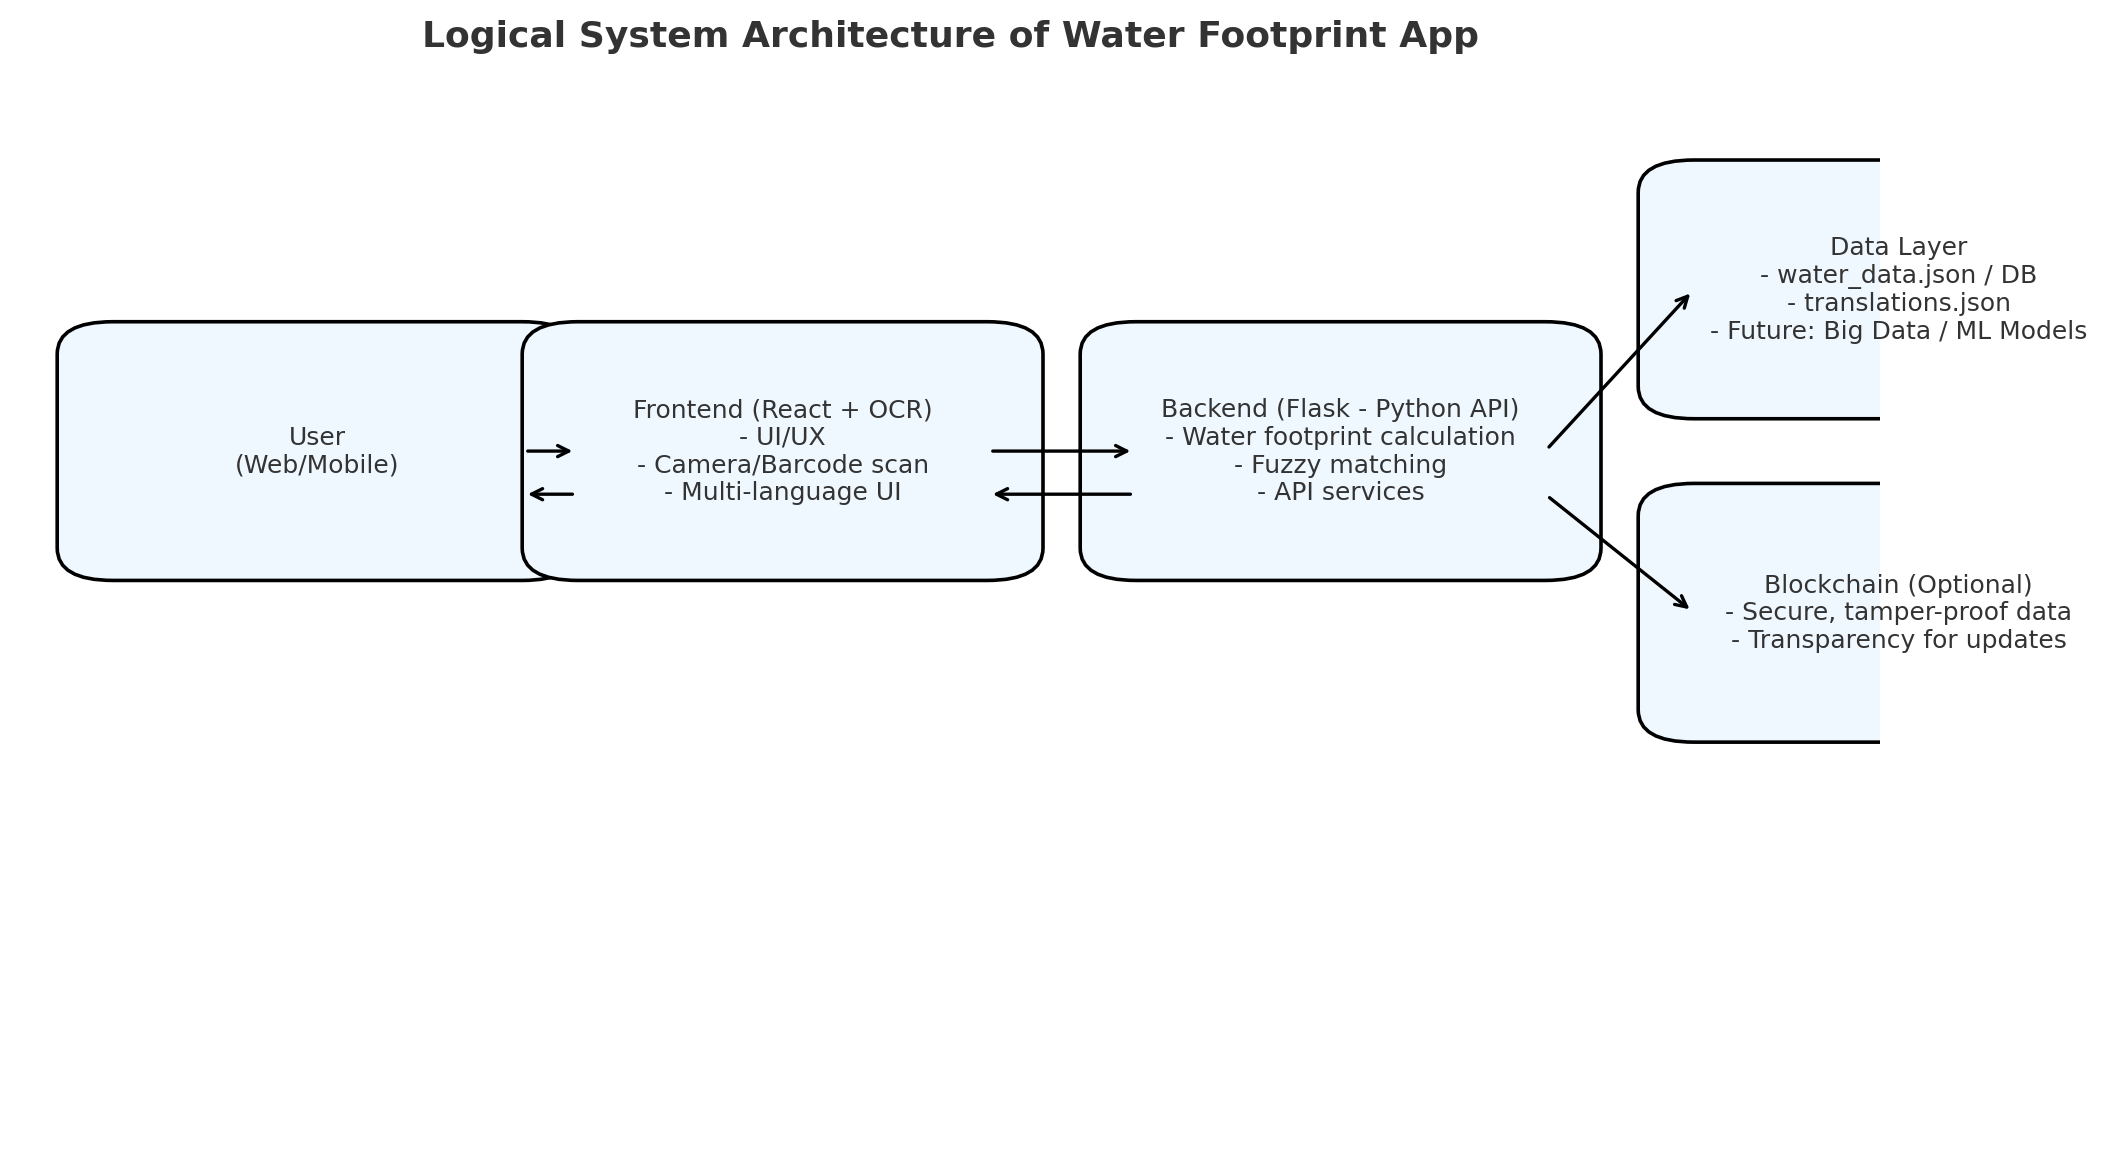 Logical System Architecture of Water Footprint App
User
(Web/Mobile)
Frontend (React + OCR)
- UI/UX
- Camera/Barcode scan
- Multi-language UI
Backend (Flask - Python API)
- Water footprint calculation
- Fuzzy matching
- API services
Data Layer
- water_data.json / DB
- translations.json
- Future: Big Data / ML Models
Blockchain (Optional)
- Secure, tamper-proof data
- Transparency for updates